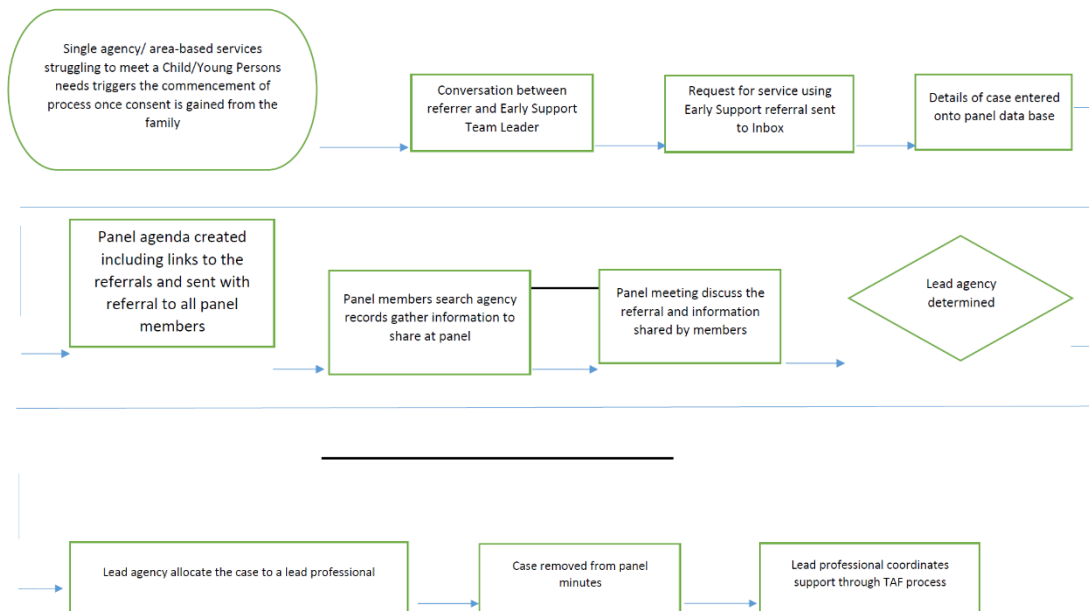 Single agency/ area-based services
struggling to meet a Child/Young Persons
needs triggers the commencement of
process once consent is gained from the
family
Conversation between
referrer and Early Support
Team Leader
Request for service using
Early Support referral sent
to Inbox
Details of case entered
onto panel data base
Panel agenda created
including links to the
referrals and sent with
referral to all panel
members
Panel members search agency
records gather information to
share at panel
Panel meeting discuss the
referral and information
shared by members
Lead agency
determined
Lead agency allocate the case to a lead professional
Case removed from panel
minutes
Lead professional coordinates
support through TAF process